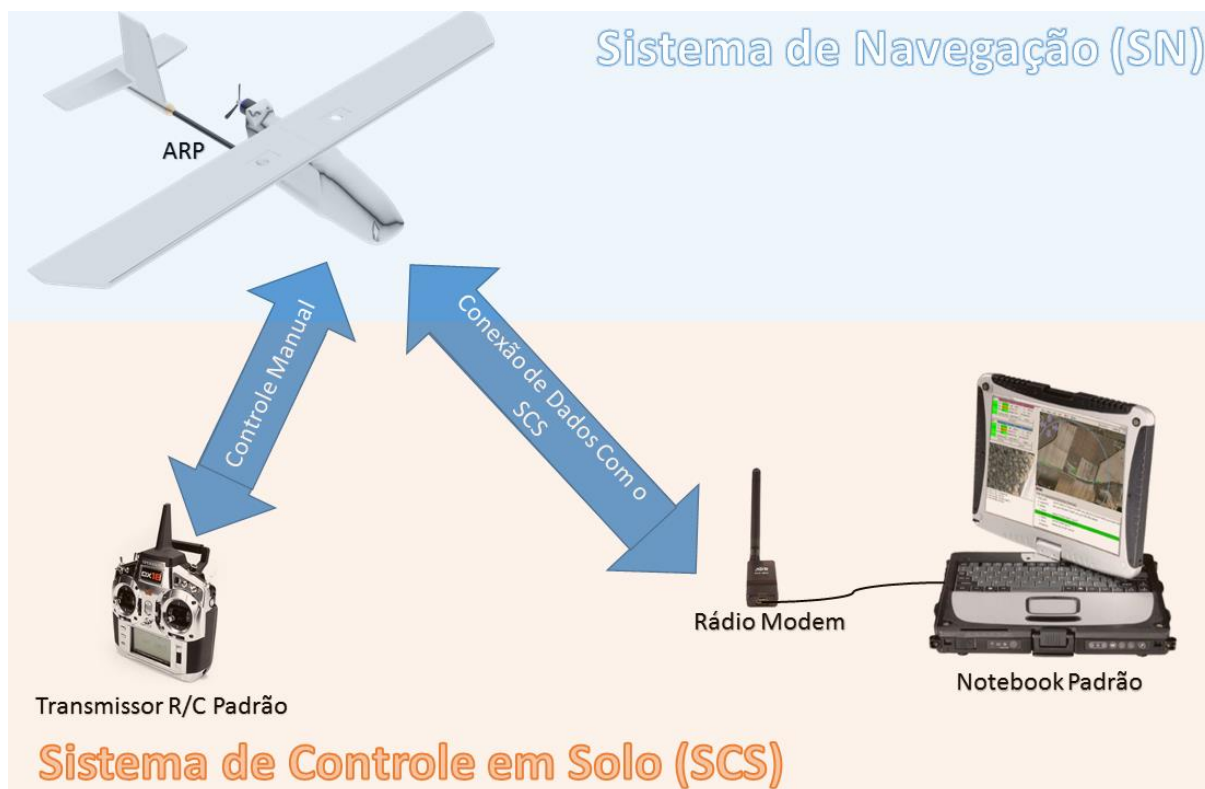 Sistema de Navegação (SN)
ARP
Controle Manual
Conexão de Dados Com o
SCS
Rádio Modem
Notebook Padrão
Transmissor R/C Padrão
Sistema de Controle em Solo (SCS)